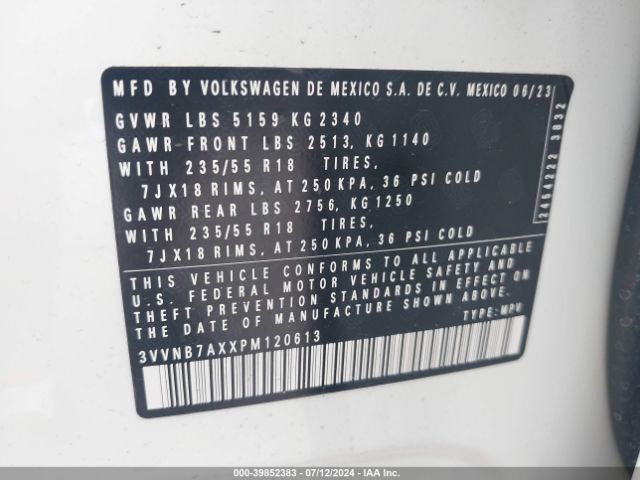 MFD BY VOLKSWAGEN DE MEXICO S.A. DE C.V. MEXICO 06/23
GVWR LBS 5159 KG 2340
GAWR-FRONT LBS 2513, KG 1140
WITH 235/55 R18 TIRES,
7JX18 RIMS, AT 250 KPA, 36 PSI COLD
GAWR REAR LBS 2756, KG 1250
WITH 235/55 R18 TIRES,
7JX18 RIMS, AT 250 KPA, 36 PSI COLD
THIS VEHICLE CONFORMS TO ALL APPLICABLE
U.S. FEDERAL MOTOR VEHICLE SAFETY AND
THEFT PREVENTION STANDARDS IN EFFECT ON
THE DATE OF MANUFACTURE SHOWN ABOVE.
3VVNB7AXXPM120613 TYPE: MPV
2454222 3832
000-39852383 - 07/12/2024 - IAA Inc.